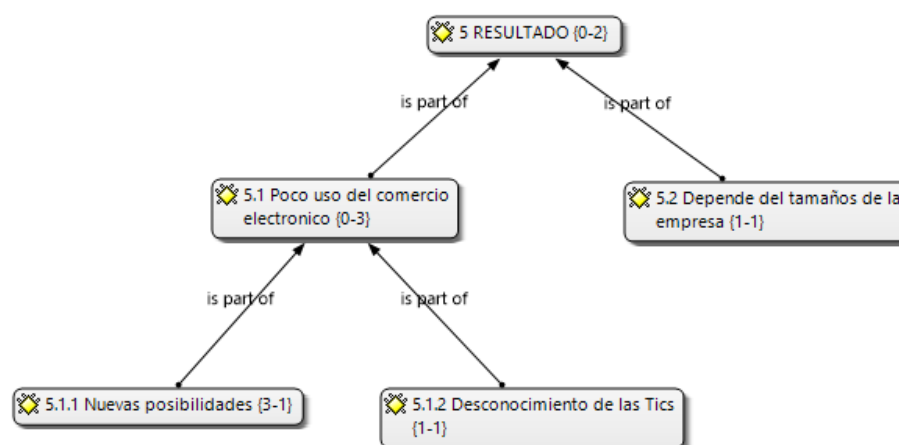 5 RESULTADO {0-2}
is part of
is part of
5.1 Poco uso del comercio
electronico {0-3}
5.2 Depende del tamaños de la
empresa {1-1}
is part of
is part of
5.1.1 Nuevas posibilidades {3-1}
5.1.2 Desconocimiento de las Tics
{1-1}